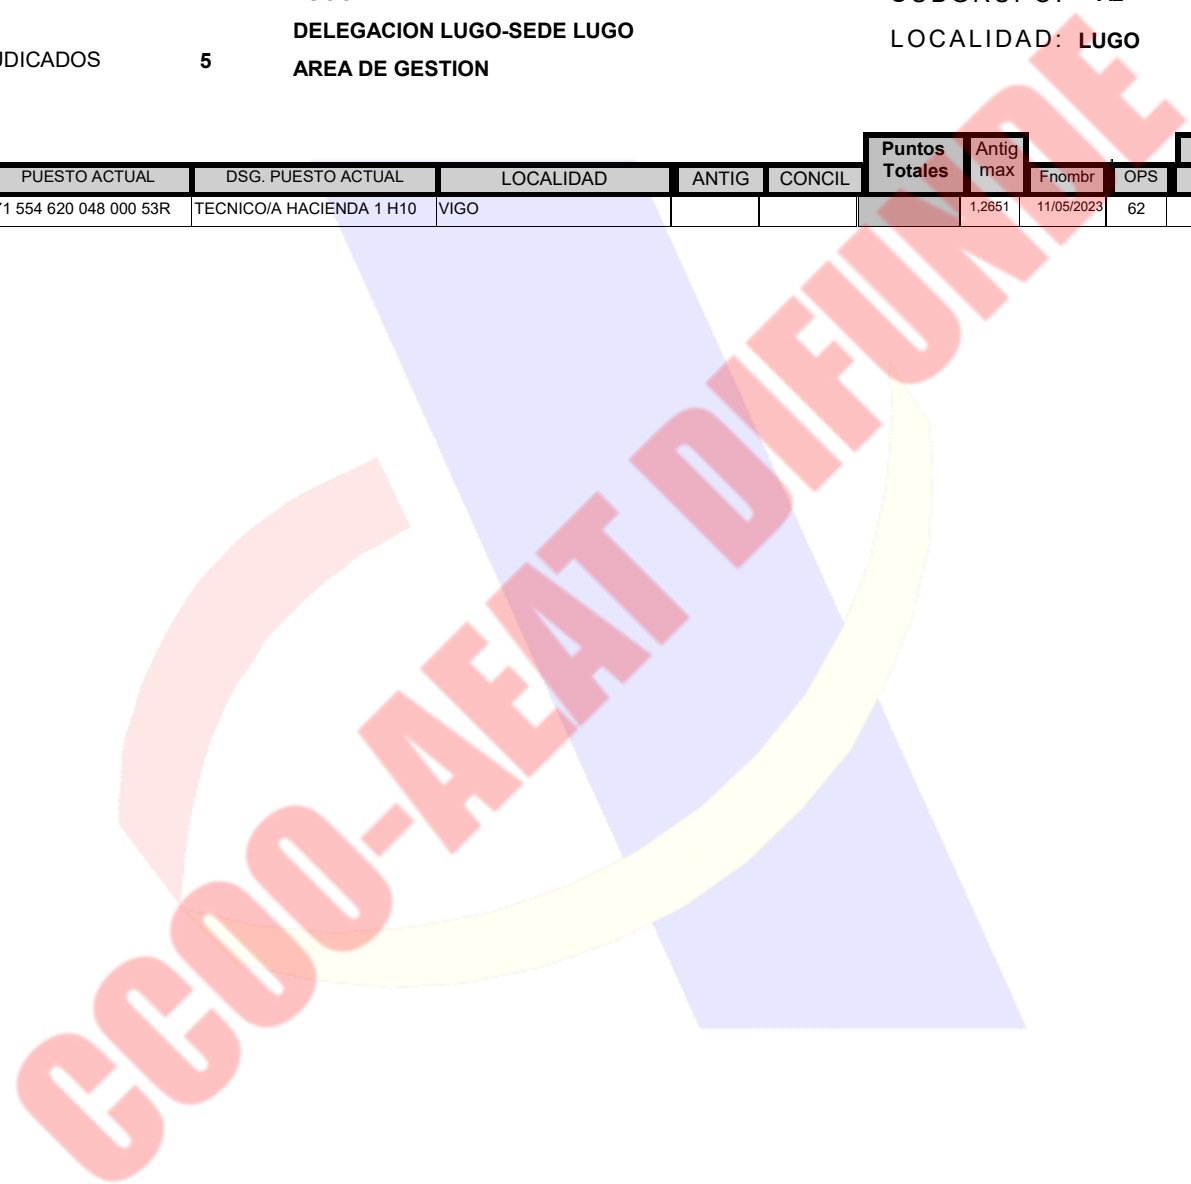 DELEGACION LUGO-SEDE LUGO
LOCALIDAD: LUGO
5
AREA DE GESTION
Puntos Totales Antig max
PUESTO ACTUAL DSG. PUESTO ACTUAL LOCALIDAD ANTIG CONCIL Fnombr OPS
554 620 048 000 53R TECNICO/A HACIENDA 1 H10 VIGO 1,2651 11/05/2023 62
CCOO-AEAT DIFUNDE